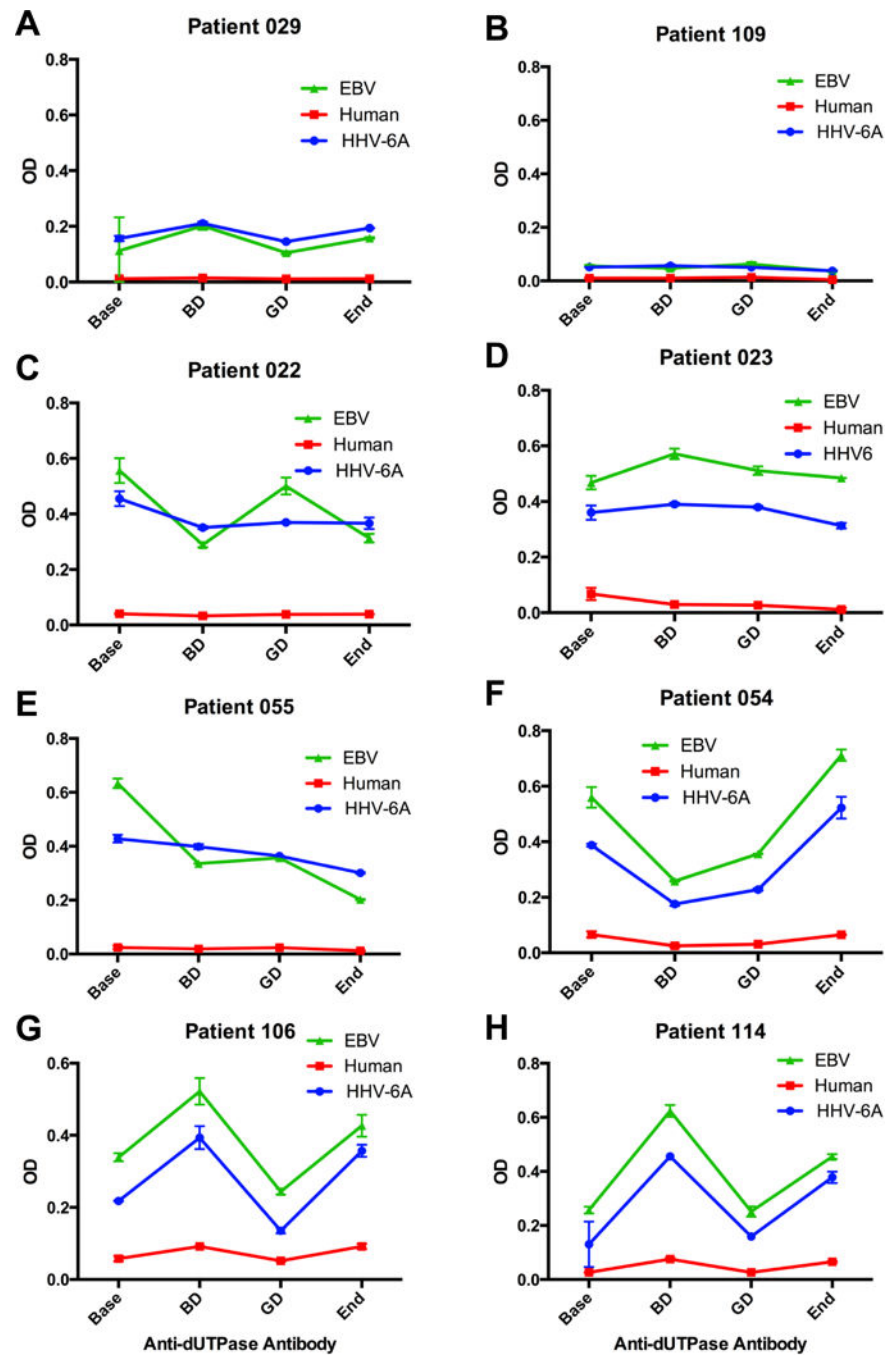 A
Patient 029
EBV
Human
HHV-6A
OD
0.8
0.6
0.4
0.2
0.0
Base
BD
GD
End
B
Patient 109
EBV
Human
HHV-6A
OD
0.8
0.6
0.4
0.2
0.0
Base
BD
GD
End
C
Patient 022
EBV
Human
HHV-6A
OD
0.8
0.6
0.4
0.2
0.0
Base
BD
GD
End
D
Patient 023
EBV
Human
HHV6
OD
0.8
0.6
0.4
0.2
0.0
Base
BD
GD
End
E
Patient 055
EBV
Human
HHV-6A
OD
0.8
0.6
0.4
0.2
0.0
Base
BD
GD
End
F
Patient 054
EBV
Human
HHV-6A
OD
0.8
0.6
0.4
0.2
0.0
Base
BD
GD
End
G
Patient 106
EBV
Human
HHV-6A
OD
0.6
0.4
0.2
0.0
Base
BD
GD
End
Anti-dUTPase Antibody
H
Patient 114
EBV
Human
HHV-6A
OD
0.8
0.6
0.4
0.2
0.0
Base
BD
GD
End
Anti-dUTPase Antibody